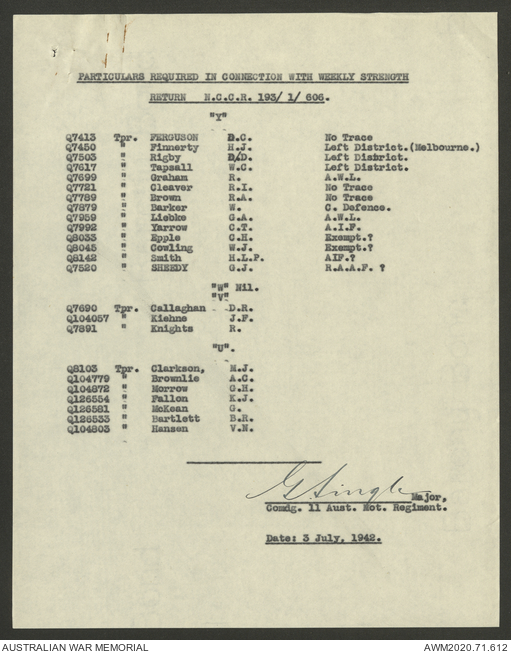 PARTICULARS REQUIRED IN CONNECTION WITH WEEKLY STRENGTH
RETURN N.C.C.R. 193/1/606.
"Y"
Q7413 Tpr. FERGUSON D.C. No Trace
Q7450 " Finnerty H.J. Left District.(Melbourne.)
Q7503 " Rigby D.D. Left District.
Q7617 " Tapsall W.C. Left District.
Q7699 " Graham R. A.W.L.
Q7721 " Cleaver R.I. No Trace
Q7789 " Brown R.A. No Trace
Q7879 " Barker W. C. Defence.
Q7959 " Liebke G.A. A.W.L.
Q7992 " Yarrow C.T. A.I.F.
Q8033 " Epple C.H. Exempt.?
Q8045 " Cowling W.J. Exempt.?
Q8142 " Smith H.L.P. AIF.?
Q7520 " SHEEDY G.J. R.A.A.F. ?
"W" Nil.
"V"
Q7690 Tpr. Callaghan D.R.
Q104057 " Kiehne J.F.
Q7891 " Knights R.
"U".
Q8103 Tpr. Clarkson, M.J.
Q104779 " Brownlie A.C.
Q104872 " Morrow G.H.
Q126554 " Fallon K.J.
Q126581 " McKean G.
Q126533 " Bartlett B.R.
Q104803 " Hansen V.N.
Major,
Comdg. 11 Aust. Mot. Regiment.
Date: 3 July, 1942.
AUSTRALIAN WAR MEMORIAL AWM2020.71.612